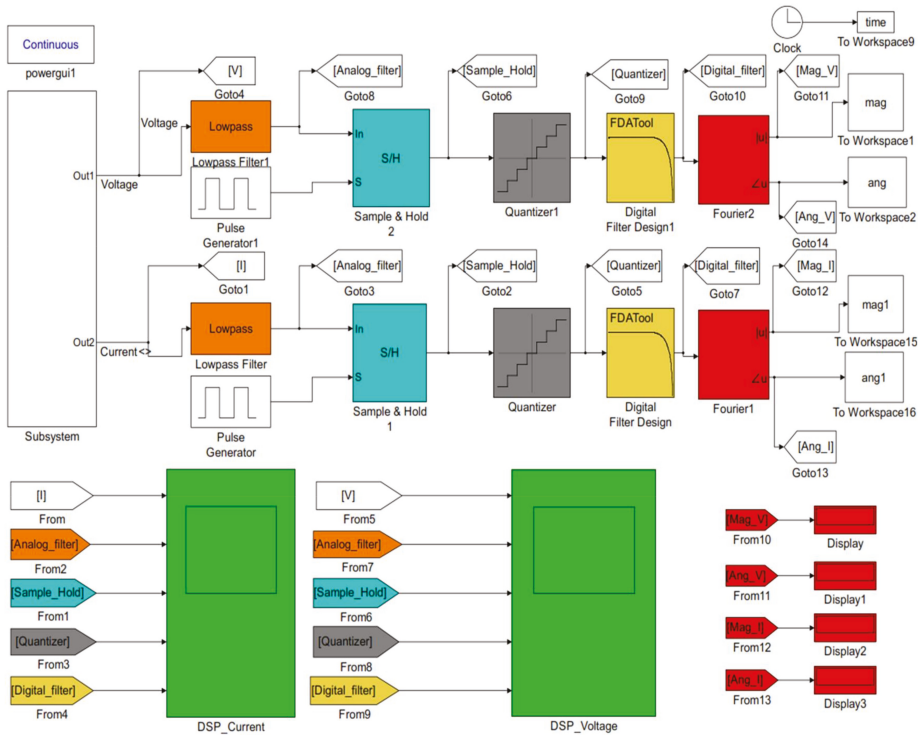 Continuous
powergui1
[V]
Goto4
[Analog_filter]
Goto8
[Sample_Hold]
Goto6
[Quantizer]
Goto9
[Digital_filter]
Goto10
[Mag_V]
Goto11
Clock
time
To Workspace9
Out1
Voltage
Voltage
Lowpass
Lowpass Filter1
Pulse
Generator1
In
S/H
S
Sample & Hold
2
Quantizer1
FDATool
Digital
Filter Design1
|u|
∠u
Fourier2
mag
To Workspace1
ang
To Workspace2
[Ang_V]
Goto14
[I]
Goto1
[Analog_filter]
Goto3
[Sample_Hold]
Goto2
[Quantizer]
Goto5
[Digital_filter]
Goto7
[Mag_I]
Goto12
Out2
Current<>
Subsystem
Lowpass
Lowpass Filter
Pulse
Generator
In
S/H
S
Sample & Hold
1
Quantizer
FDATool
Digital
Filter Design
|u|
∠u
Fourier1
mag1
To Workspace15
ang1
To Workspace16
[Ang_I]
Goto13
[I]
From
[Analog_filter]
From2
[Sample_Hold]
From1
[Quantizer]
From3
[Digital_filter]
From4
DSP_Current
[V]
From5
[Analog_filter]
From7
[Sample_Hold]
From6
[Quantizer]
From8
[Digital_filter]
From9
DSP_Voltage
[Mag_V]
From10
Display
[Ang_V]
From11
Display1
[Mag_I]
From12
Display2
[Ang_I]
From13
Display3